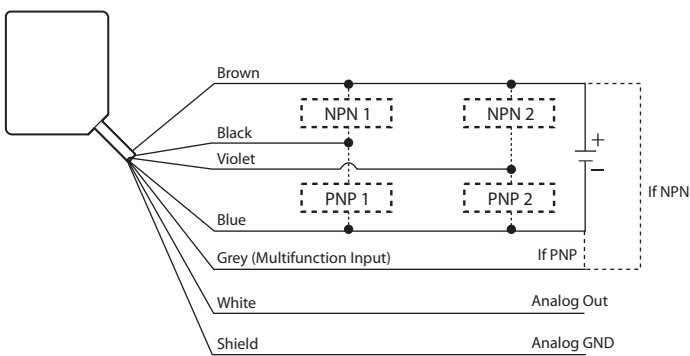 Brown
NPN 1
NPN 2
Black
+
Violet
−
PNP 1
PNP 2
If NPN
Blue
Grey (Multifunction Input)
If PNP
White
Analog Out
Shield
Analog GND